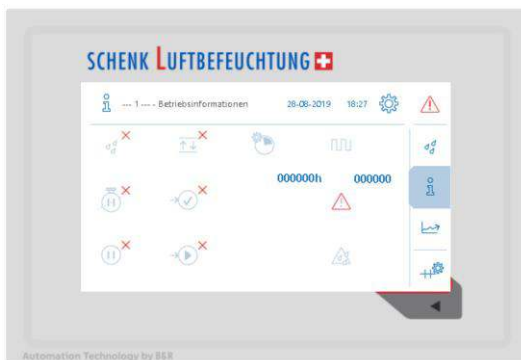 SCHENK LUFTBEFEUCHTUNG
--- 1 ---- Betriebsinformationen 28-08-2019 18:27
000000h 000000
Automation Technology by B&R